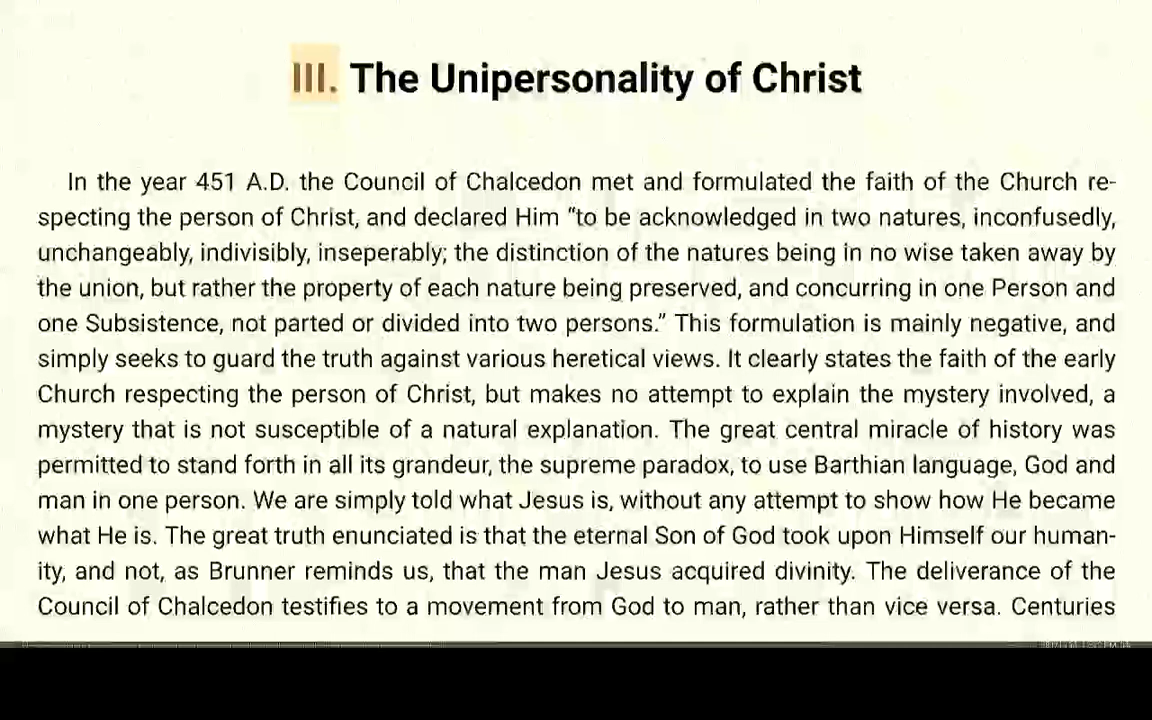 III. The Unipersonality of Christ
In the year 451 A.D. the Council of Chalcedon met and formulated the faith of the Church re-
specting the person of Christ, and declared Him “to be acknowledged in two natures, inconfusedly,
unchangeably, indivisibly, inseperably; the distinction of the natures being in no wise taken away by
the union, but rather the property of each nature being preserved, and concurring in one Person and
one Subsistence, not parted or divided into two persons.” This formulation is mainly negative, and
simply seeks to guard the truth against various heretical views. It clearly states the faith of the early
Church respecting the person of Christ, but makes no attempt to explain the mystery involved, a
mystery that is not susceptible of a natural explanation. The great central miracle of history was
permitted to stand forth in all its grandeur, the supreme paradox, to use Barthian language, God and
man in one person. We are simply told what Jesus is, without any attempt to show how He became
what He is. The great truth enunciated is that the eternal Son of God took upon Himself our human-
ity, and not, as Brunner reminds us, that the man Jesus acquired divinity. The deliverance of the
Council of Chalcedon testifies to a movement from God to man, rather than vice versa. Centuries